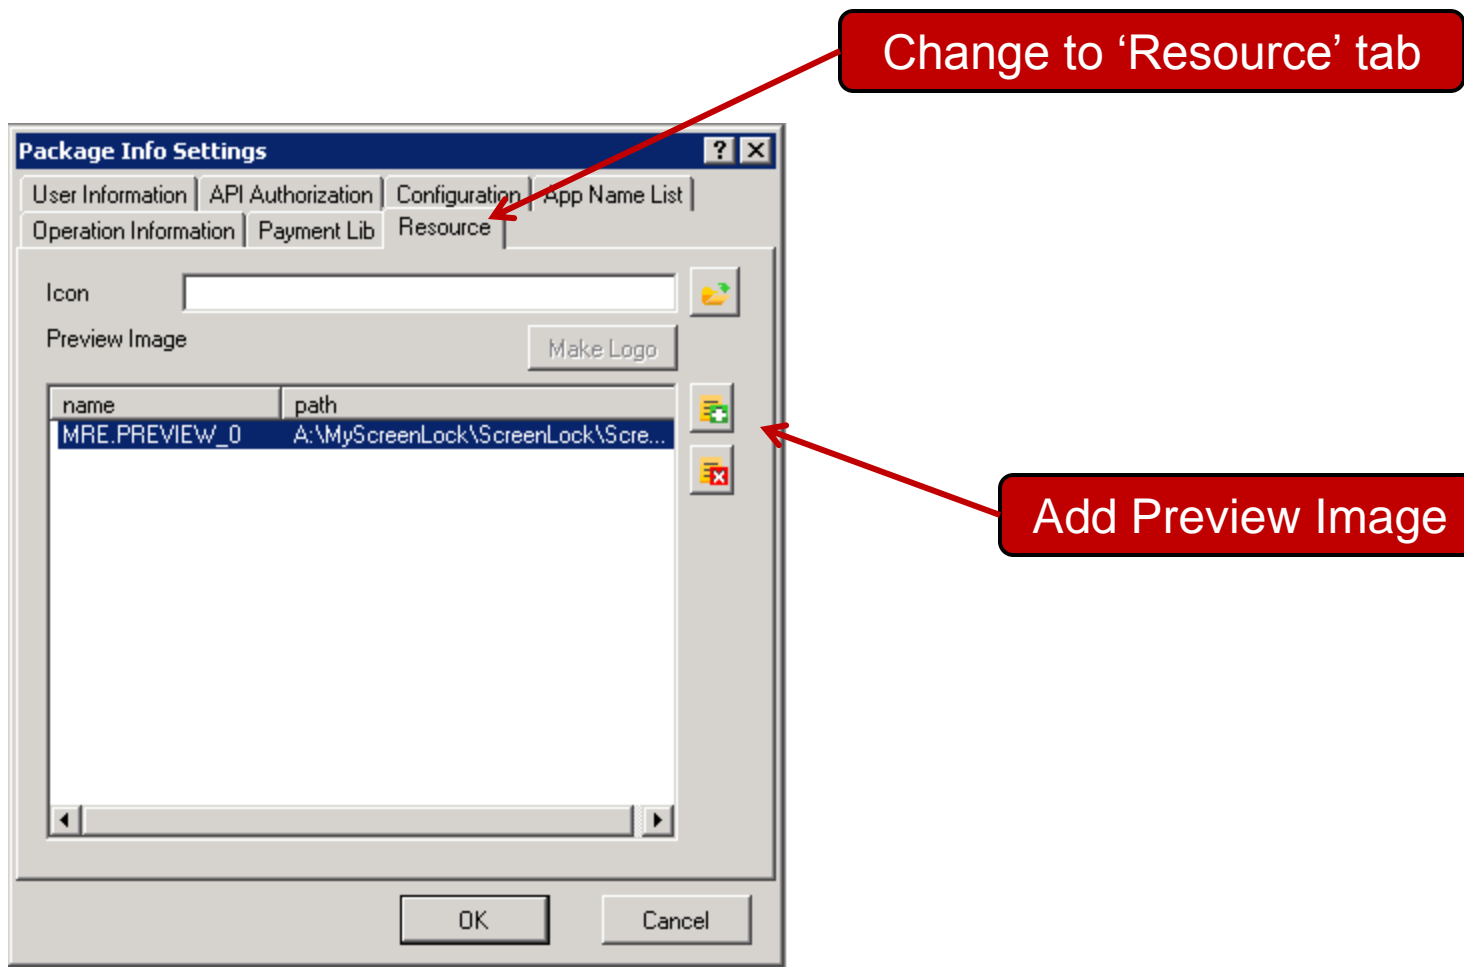 Change to ‘Resource’ tab
Package Info Settings
User Information API Authorization Configuration App Name List
Operation Information Payment Lib Resource
Icon
Preview Image
Make Logo
name path
MRE.PREVIEW_0 A:\MyScreenLock\ScreenLock\Scre...
Add Preview Image
OK Cancel